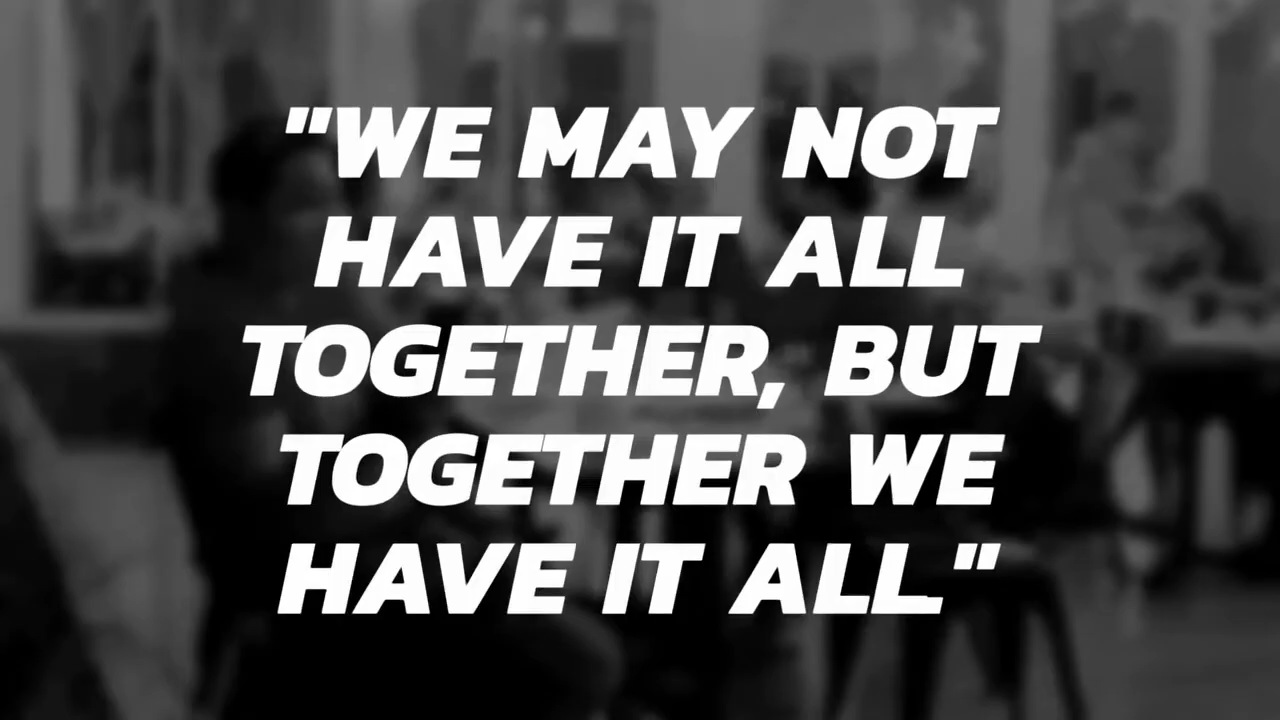 "WE MAY NOT
HAVE IT ALL
TOGETHER, BUT
TOGETHER WE
HAVE IT ALL"